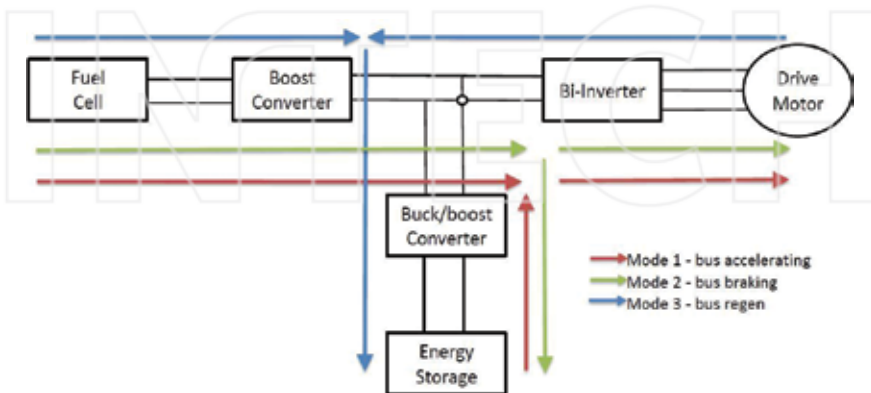 INTECH
Fuel
Cell
Boost
Converter
Bi-Inverter
Drive
Motor
Buck/boost
Converter
Mode 1 - bus accelerating
Mode 2 - bus braking
Mode 3 - bus regen
Energy
Storage